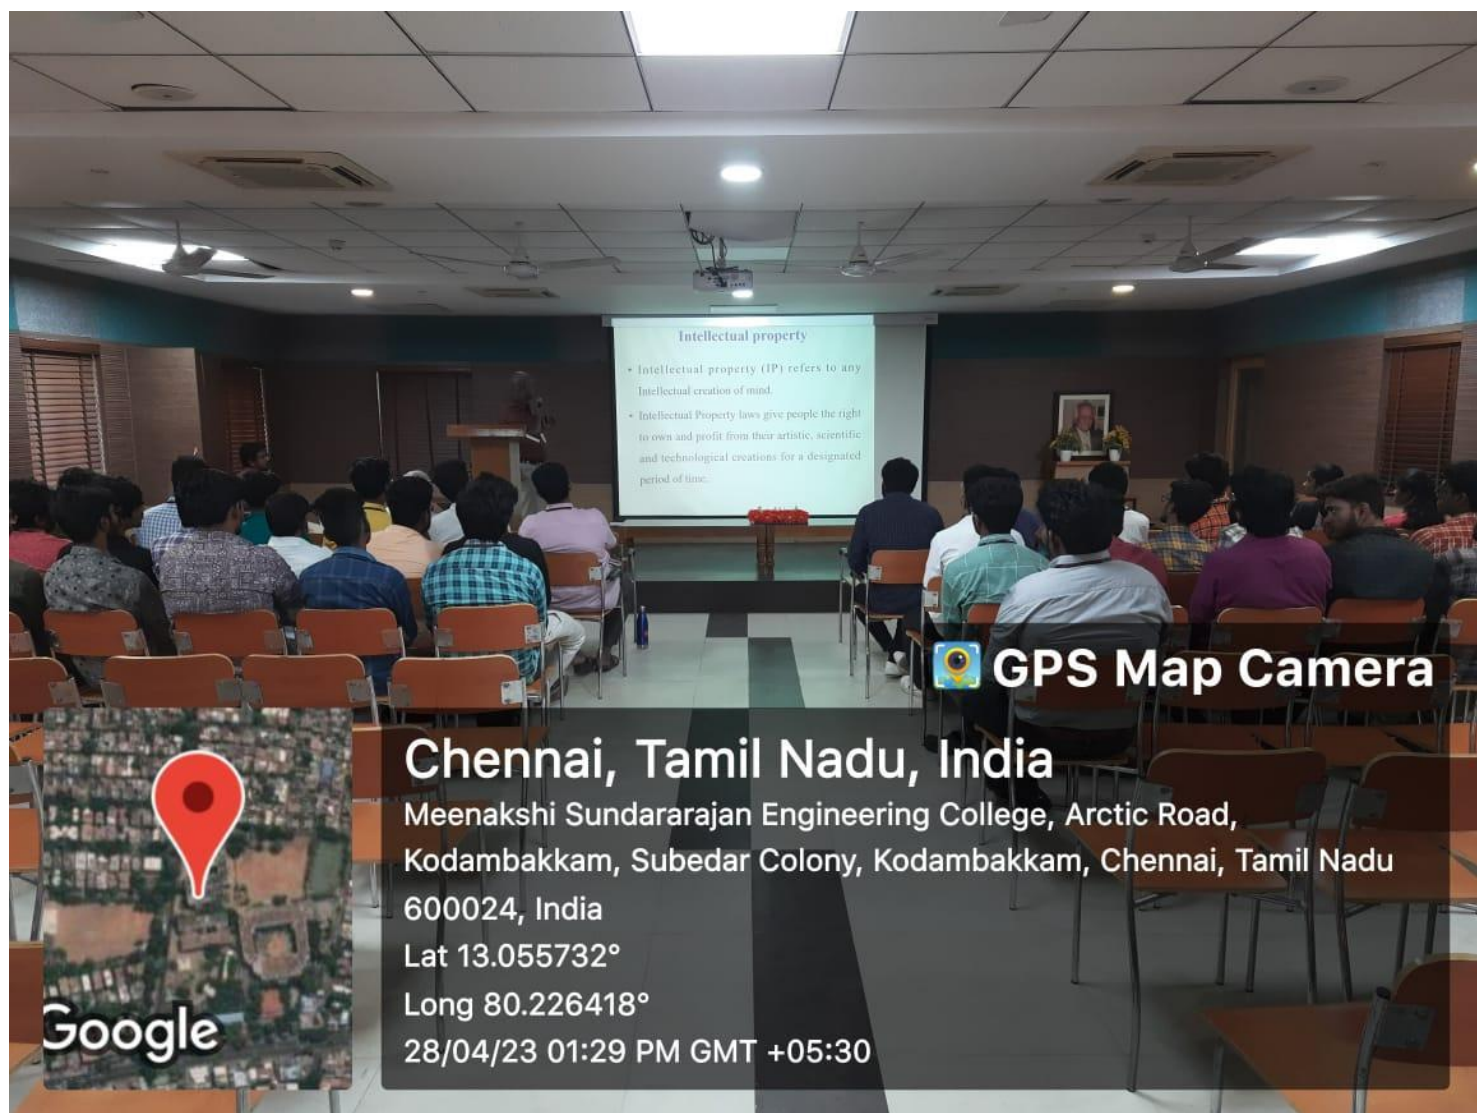 Intellectual property
• Intellectual property (IP) refers to any
Intellectual creation of mind.
• Intellectual Property laws give people the right
to own and profit from their artistic, scientific
and technological creations for a designated
period of time.
GPS Map Camera
Chennai, Tamil Nadu, India
Meenakshi Sundararajan Engineering College, Arctic Road,
Kodambakkam, Subedar Colony, Kodambakkam, Chennai, Tamil Nadu
600024, India
Lat 13.055732°
Long 80.226418°
28/04/23 01:29 PM GMT +05:30
Google